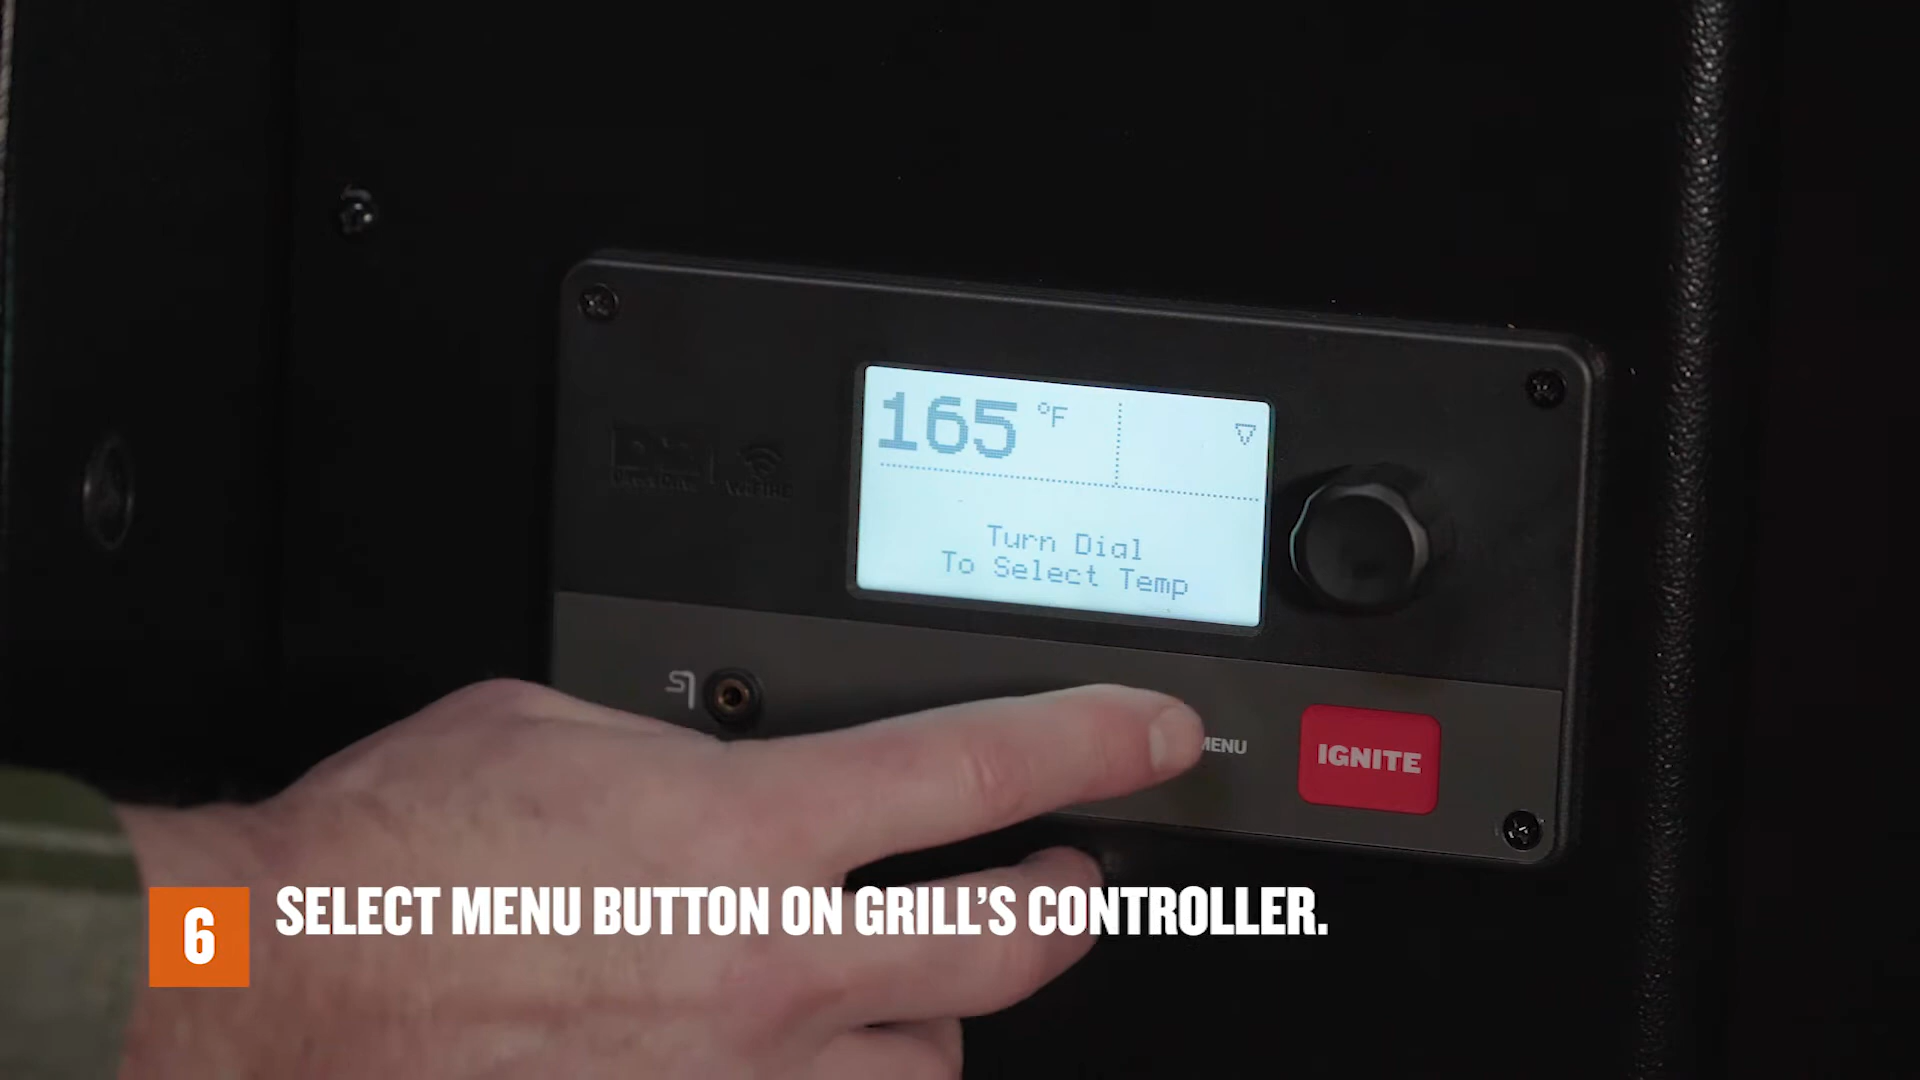 165 °F
Turn Dial
To Select Temp
MENU
IGNITE
6
SELECT MENU BUTTON ON GRILL’S CONTROLLER.